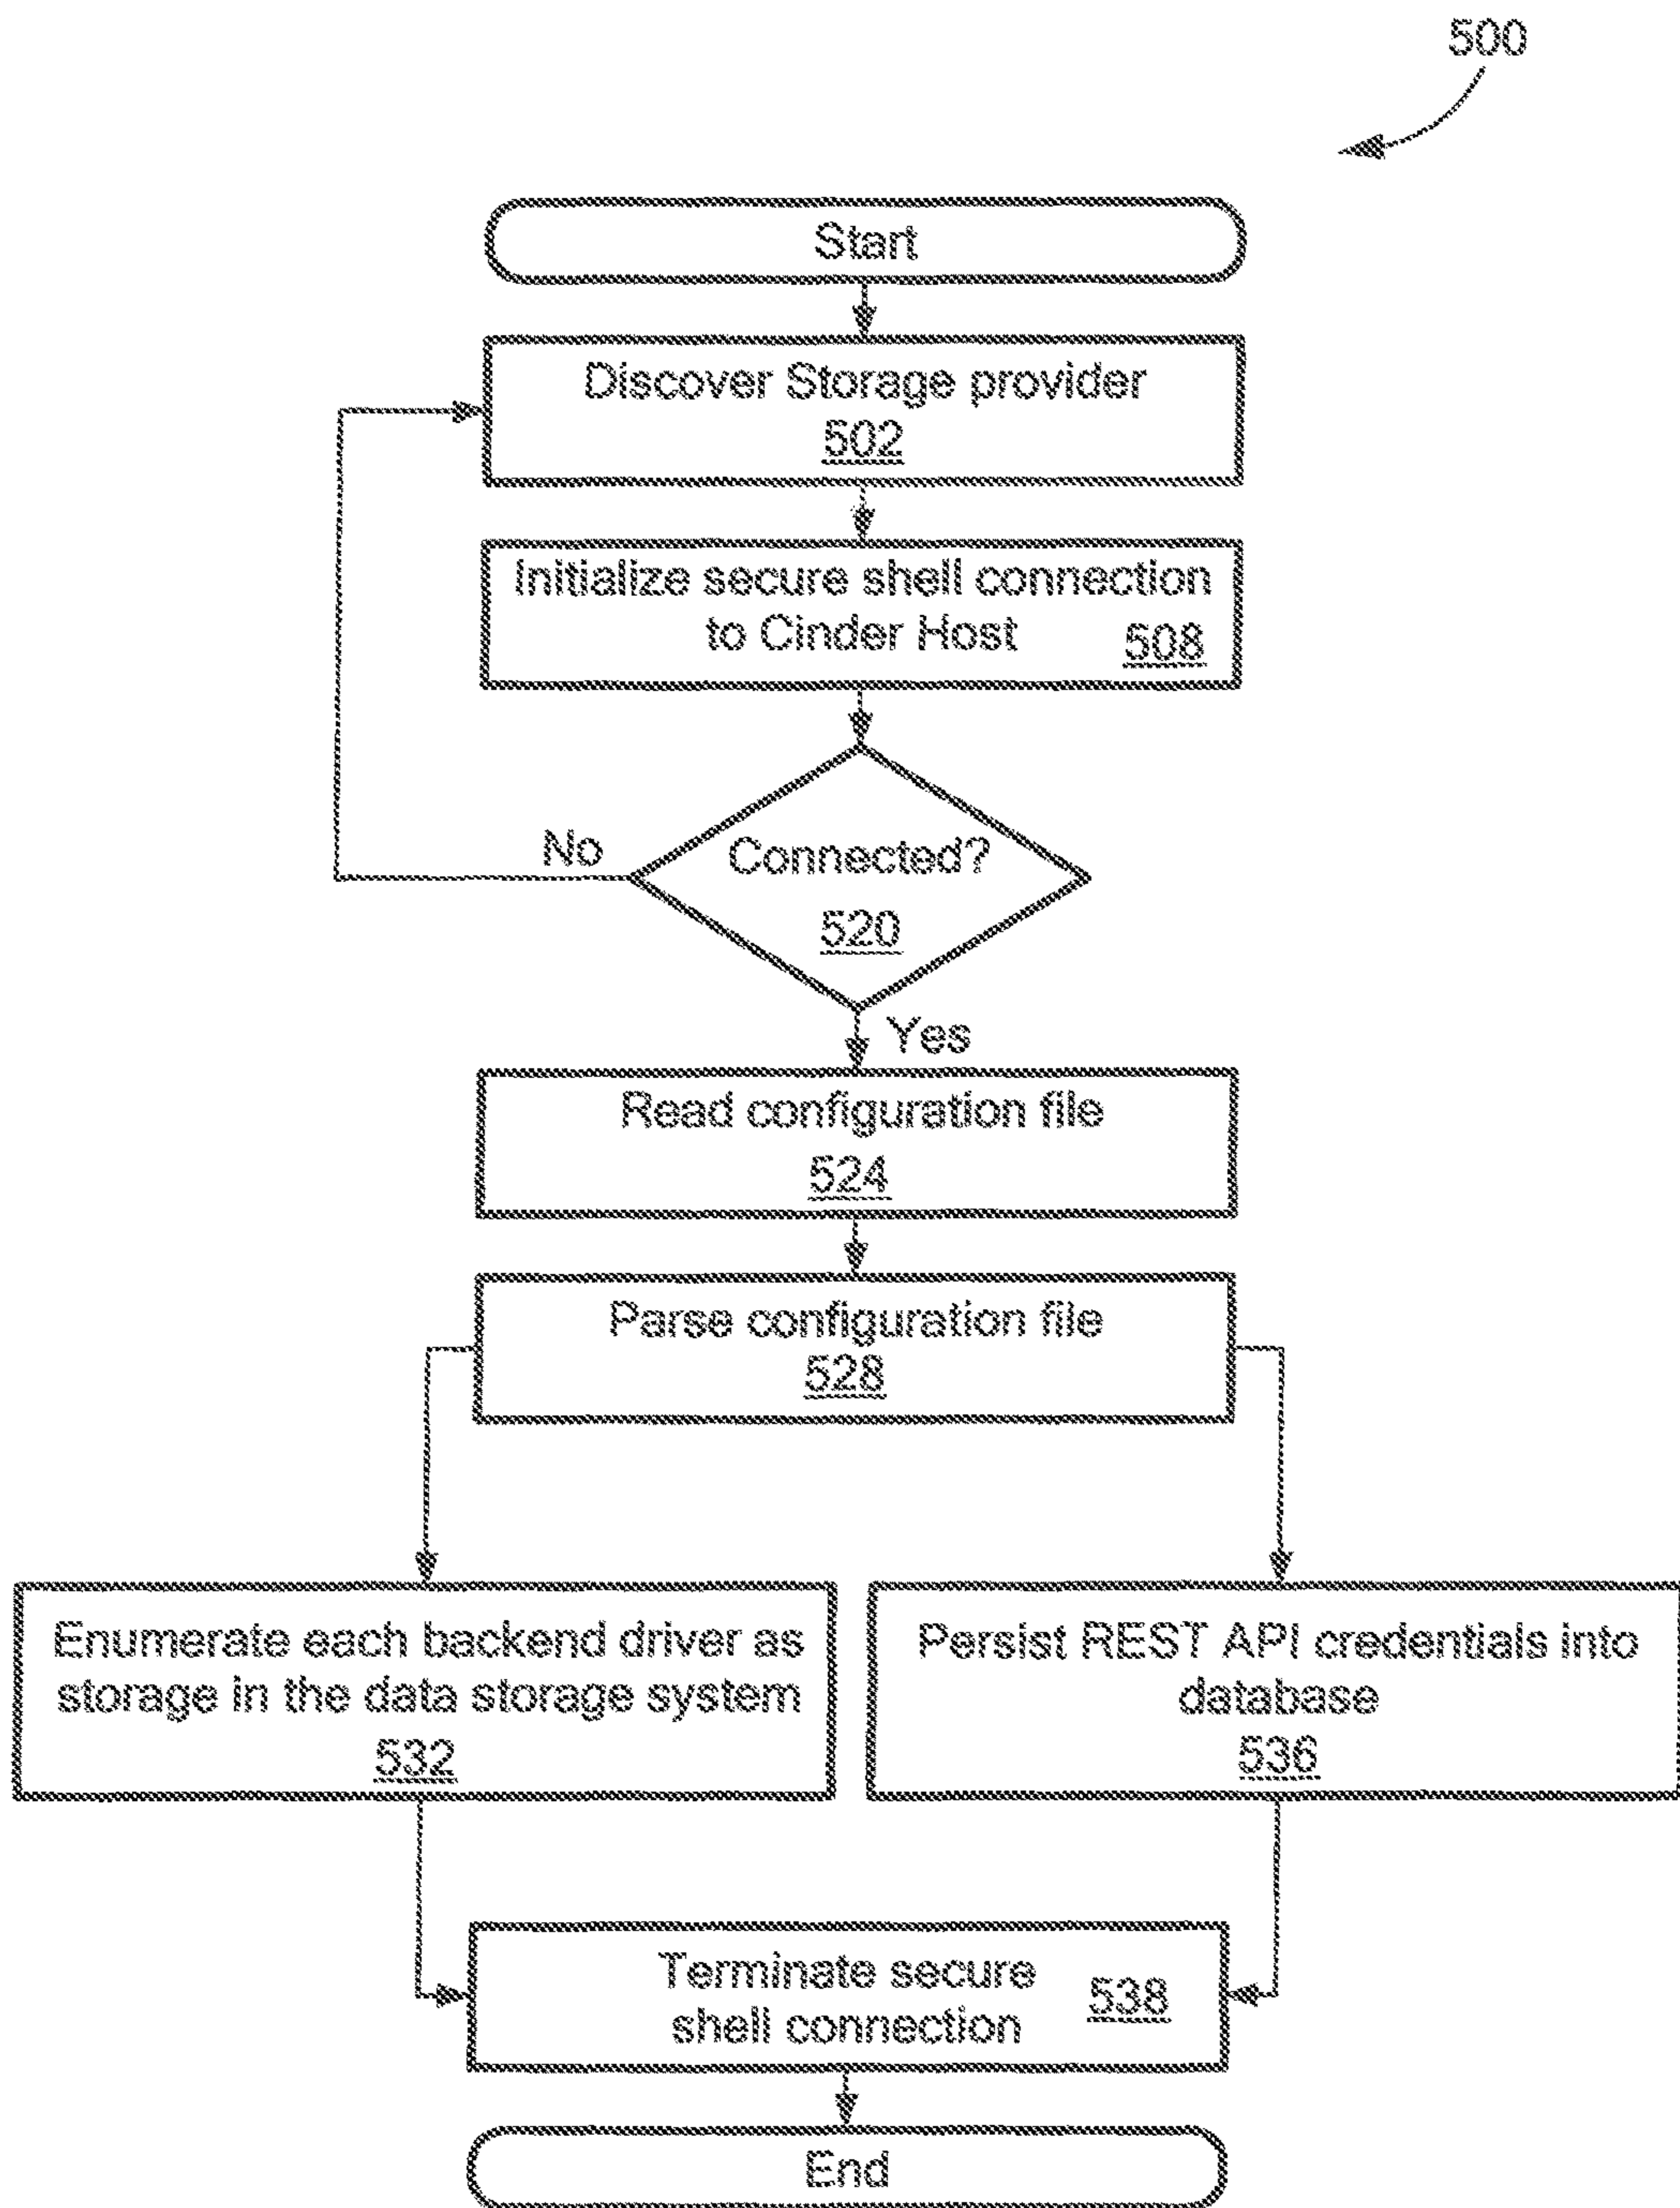 500
Start
Discover Storage provider
502
Initialize secure shell connection
to Cinder Host 508
Connected?
520
No
Yes
Read configuration file
524
Parse configuration file
528
Enumerate each backend driver as
storage in the data storage system
532
Persist REST API credentials into
database
536
Terminate secure
shell connection
538
End